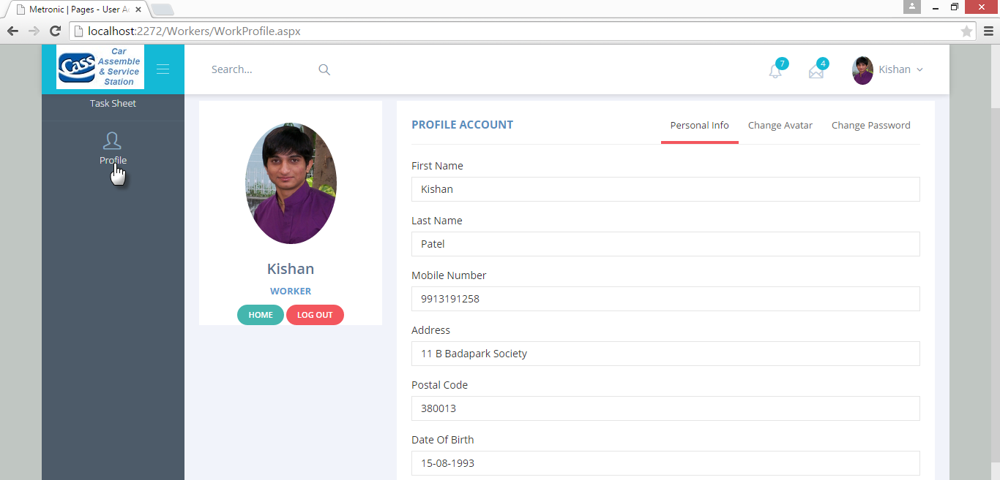 Metronic | Pages - User Ac
localhost:2272/Workers/WorkProfile.aspx
Cass
Car
Assemble
& Service
Station
Search...
7
4
Kishan
Task Sheet
Profile
Kishan
WORKER
HOME LOG OUT
PROFILE ACCOUNT
Personal Info Change Avatar Change Password
First Name
Kishan
Last Name
Patel
Mobile Number
9913191258
Address
11 B Badapark Society
Postal Code
380013
Date Of Birth
15-08-1993